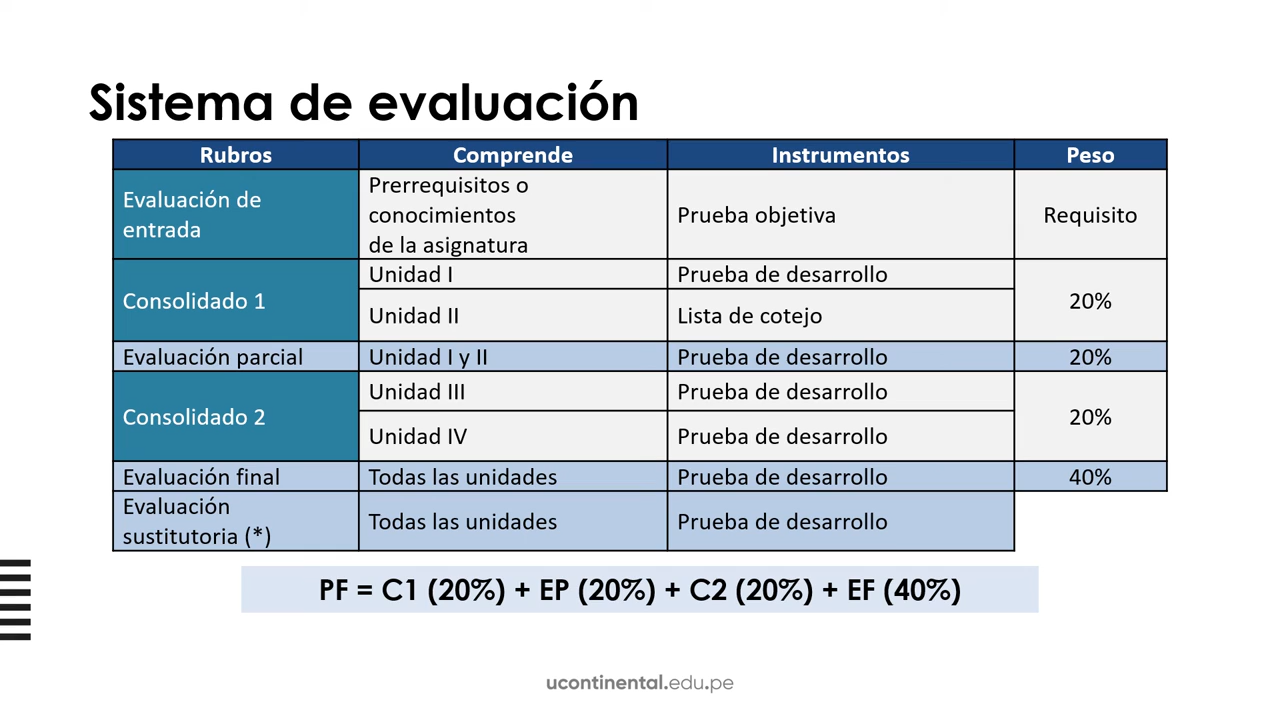 Sistema de evaluación
Rubros Comprende Instrumentos Peso
Evaluación de
entrada
Prerrequisitos o
conocimientos
de la asignatura
Prueba objetiva
Requisito
Consolidado 1
Unidad I
Prueba de desarrollo
Unidad II
Lista de cotejo
20%
Evaluación parcial Unidad I y II Prueba de desarrollo 20%
Consolidado 2
Unidad III
Prueba de desarrollo
Unidad IV
Prueba de desarrollo
20%
Evaluación final Todas las unidades Prueba de desarrollo 40%
Evaluación
sustitutoria (*)
Todas las unidades
Prueba de desarrollo
PF = C1 (20%) + EP (20%) + C2 (20%) + EF (40%)
ucontinental.edu.pe